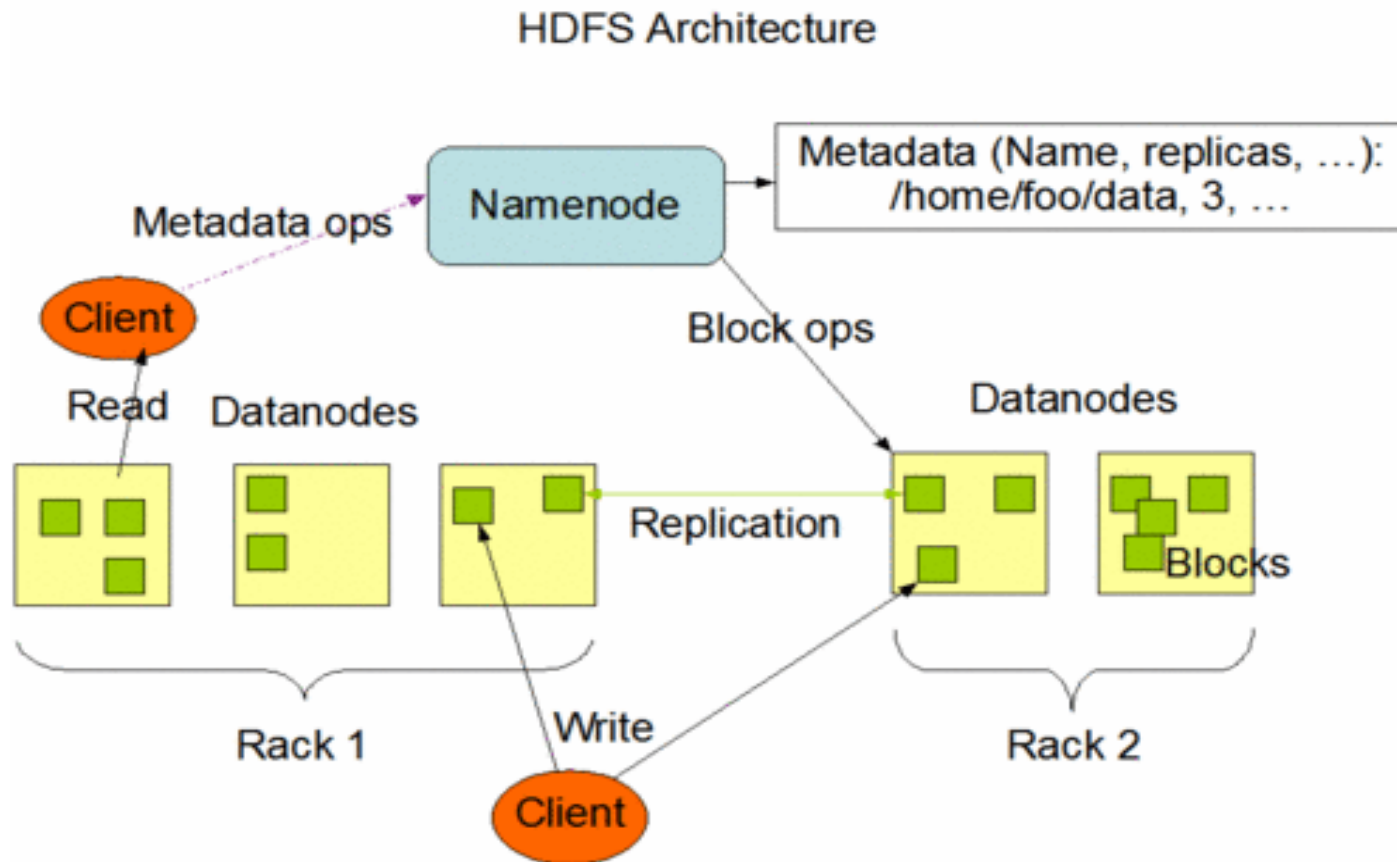 HDFS Architecture
Metadata (Name, replicas, …):
/home/foo/data, 3, …
Namenode
Metadata ops
Client
Block ops
Read
Datanodes
Datanodes
Replication
Blocks
Rack 1
Write
Rack 2
Client